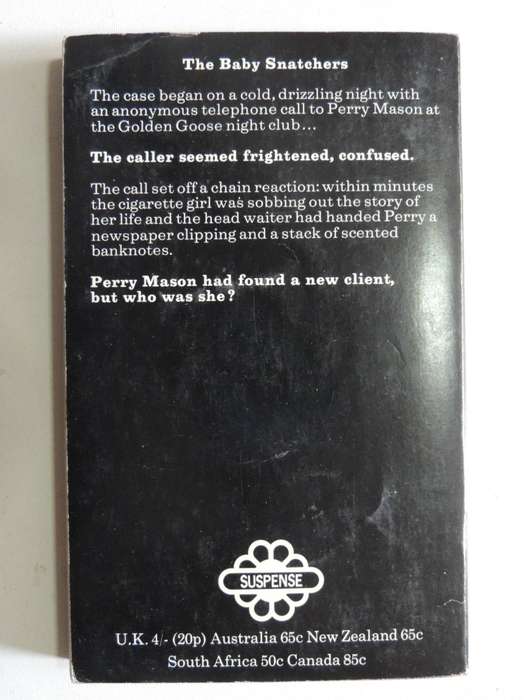 The Baby Snatchers
The case began on a cold, drizzling night with
an anonymous telephone call to Perry Mason at
the Golden Goose night club...
The caller seemed frightened, confused.
The call set off a chain reaction: within minutes
the cigarette girl was sobbing out the story of
her life and the head waiter had handed Perry a
newspaper clipping and a stack of scented
banknotes.
Perry Mason had found a new client,
but who was she?
SUSPENSE
U.K. 4/- (20p) Australia 65c New Zealand 65c
South Africa 50c Canada 85c